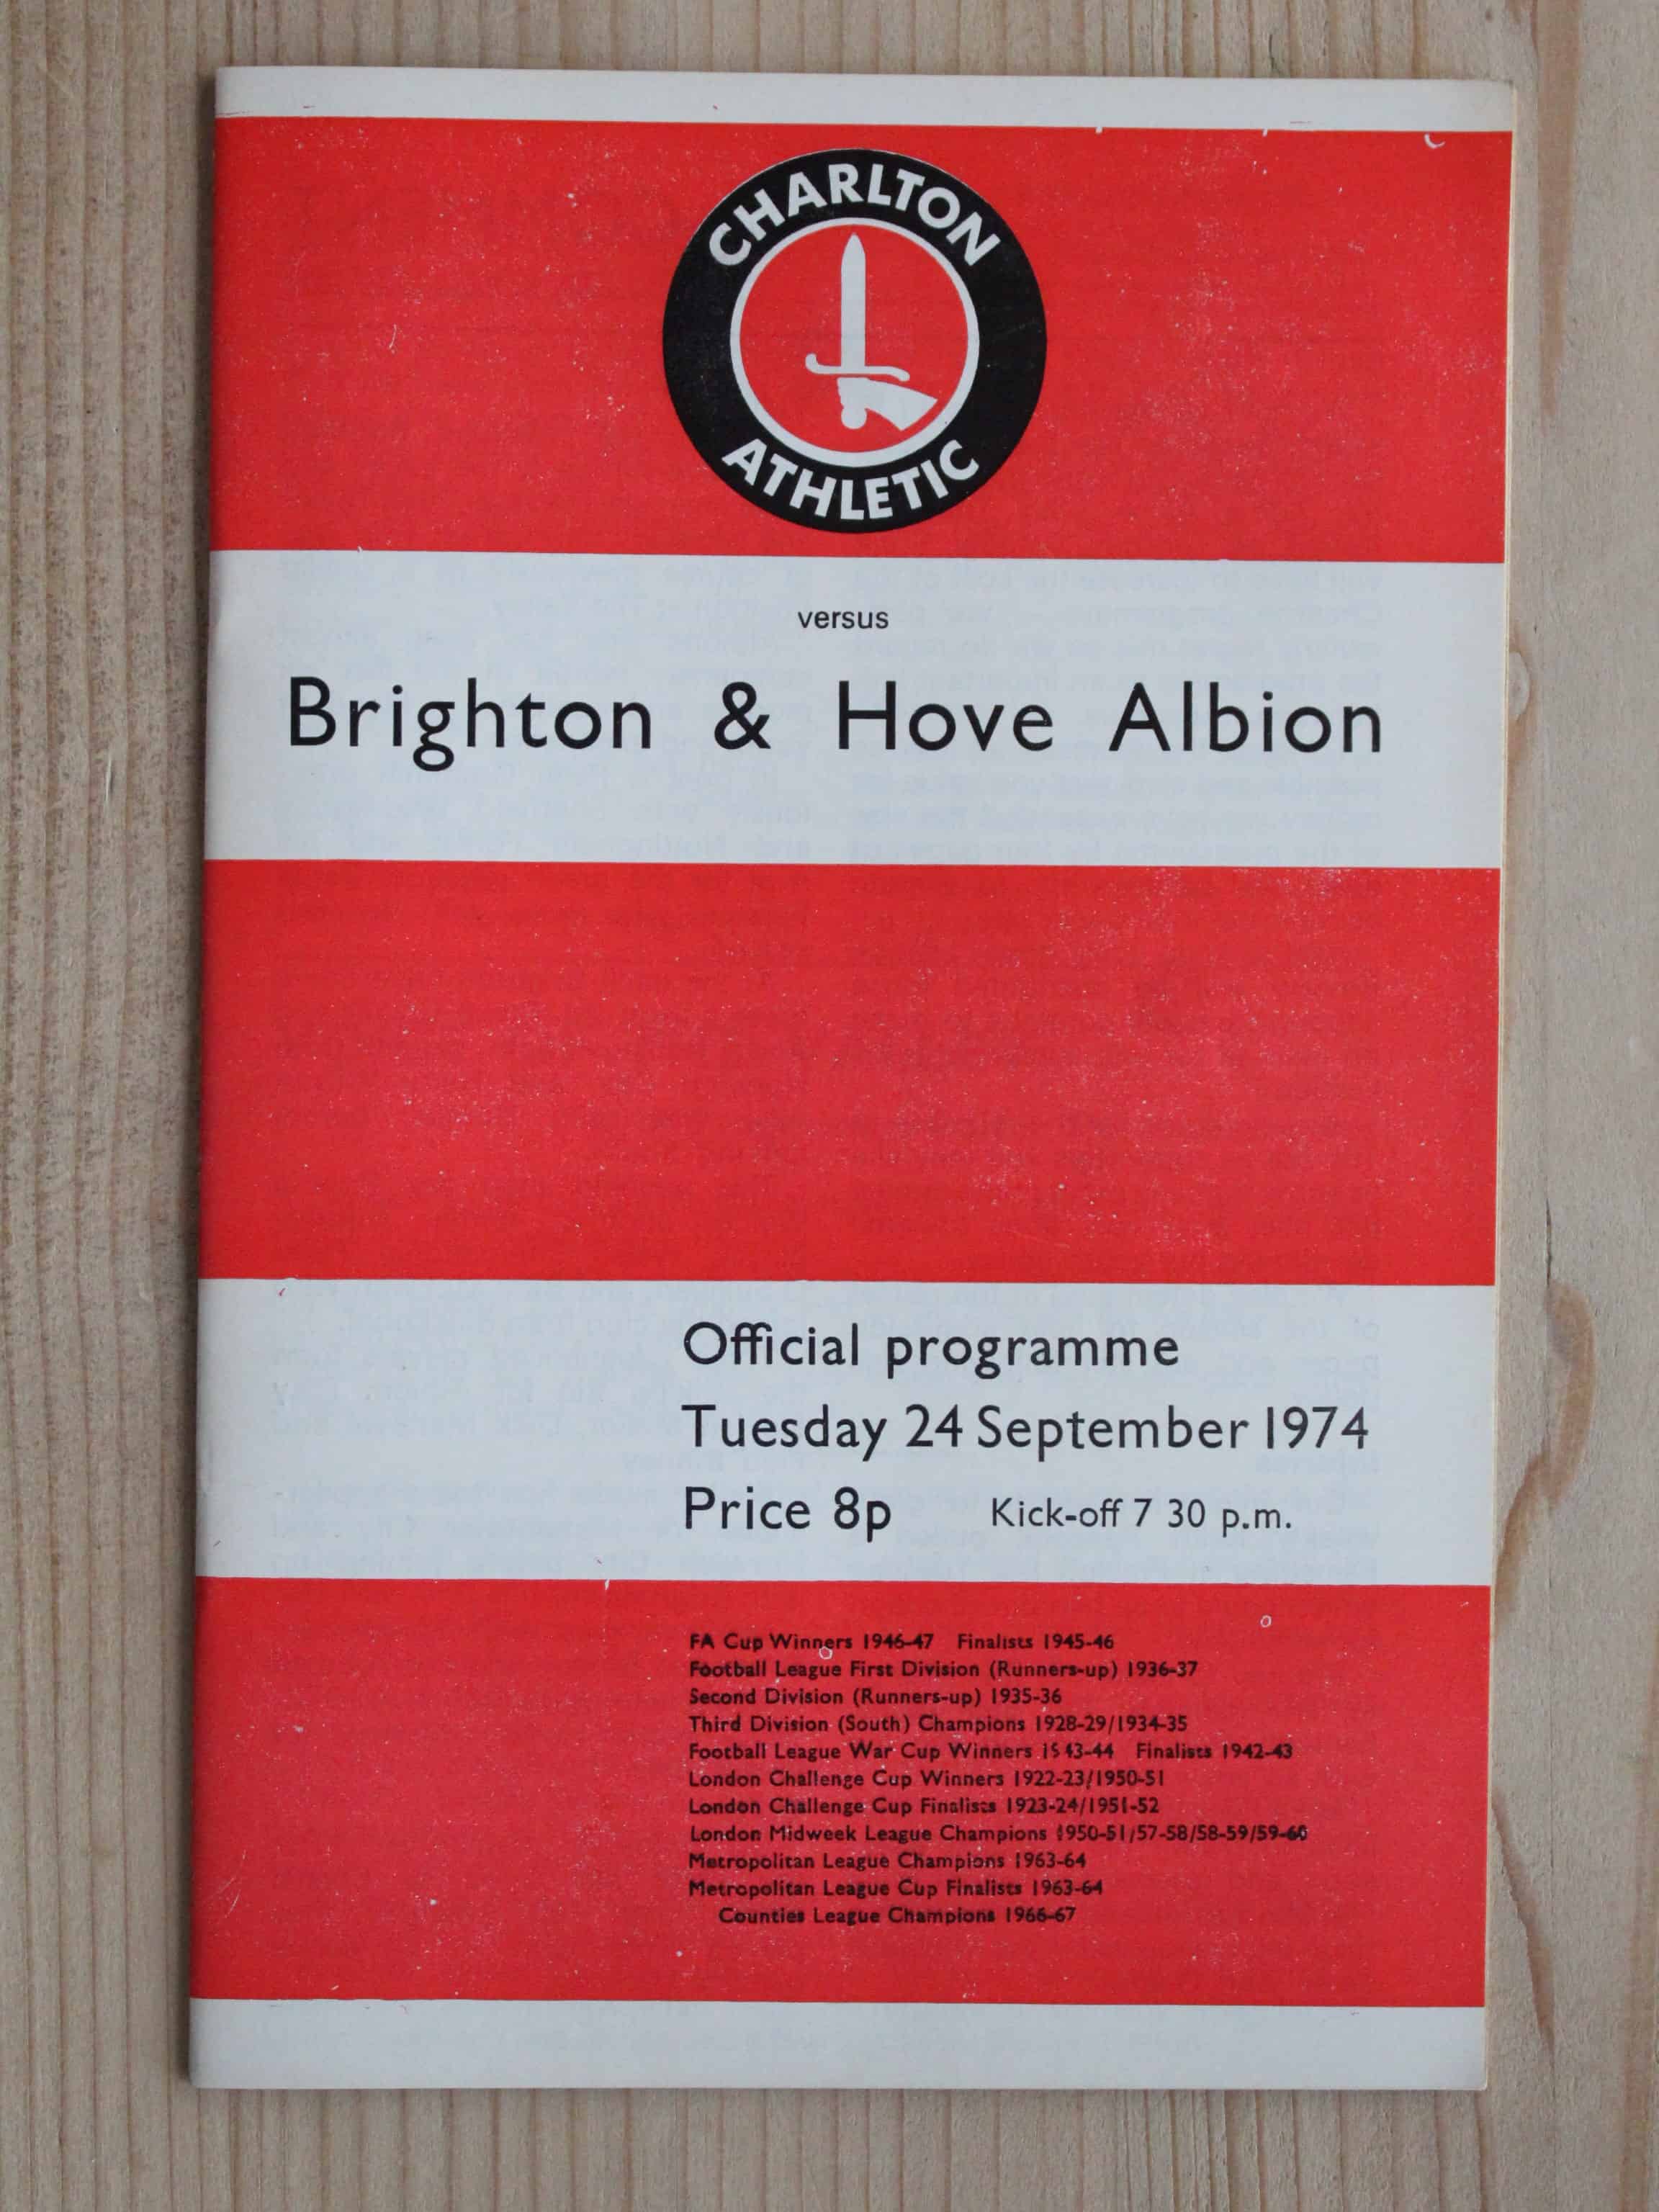 CHARLTON
ATHLETIC
versus
Brighton & Hove Albion
Official programme
Tuesday 24 September 1974
Price 8p Kick-off 7 30 p.m.
FA Cup Winners 1946-47 Finalists 1945-46
Football League First Division (Runners-up) 1936-37
Second Division (Runners-up) 1935-36
Third Division (South) Champions 1928-29/1934-35
Football League War Cup Winners 1943-44 Finalists 1942-43
London Challenge Cup Winners 1922-23/1950-51
London Challenge Cup Finalists 1923-24/1951-52
London Midweek League Champions 1950-51/57-58/58-59/59-60
Metropolitan League Champions 1963-64
Metropolitan League Cup Finalists 1963-64
Counties League Champions 1966-67